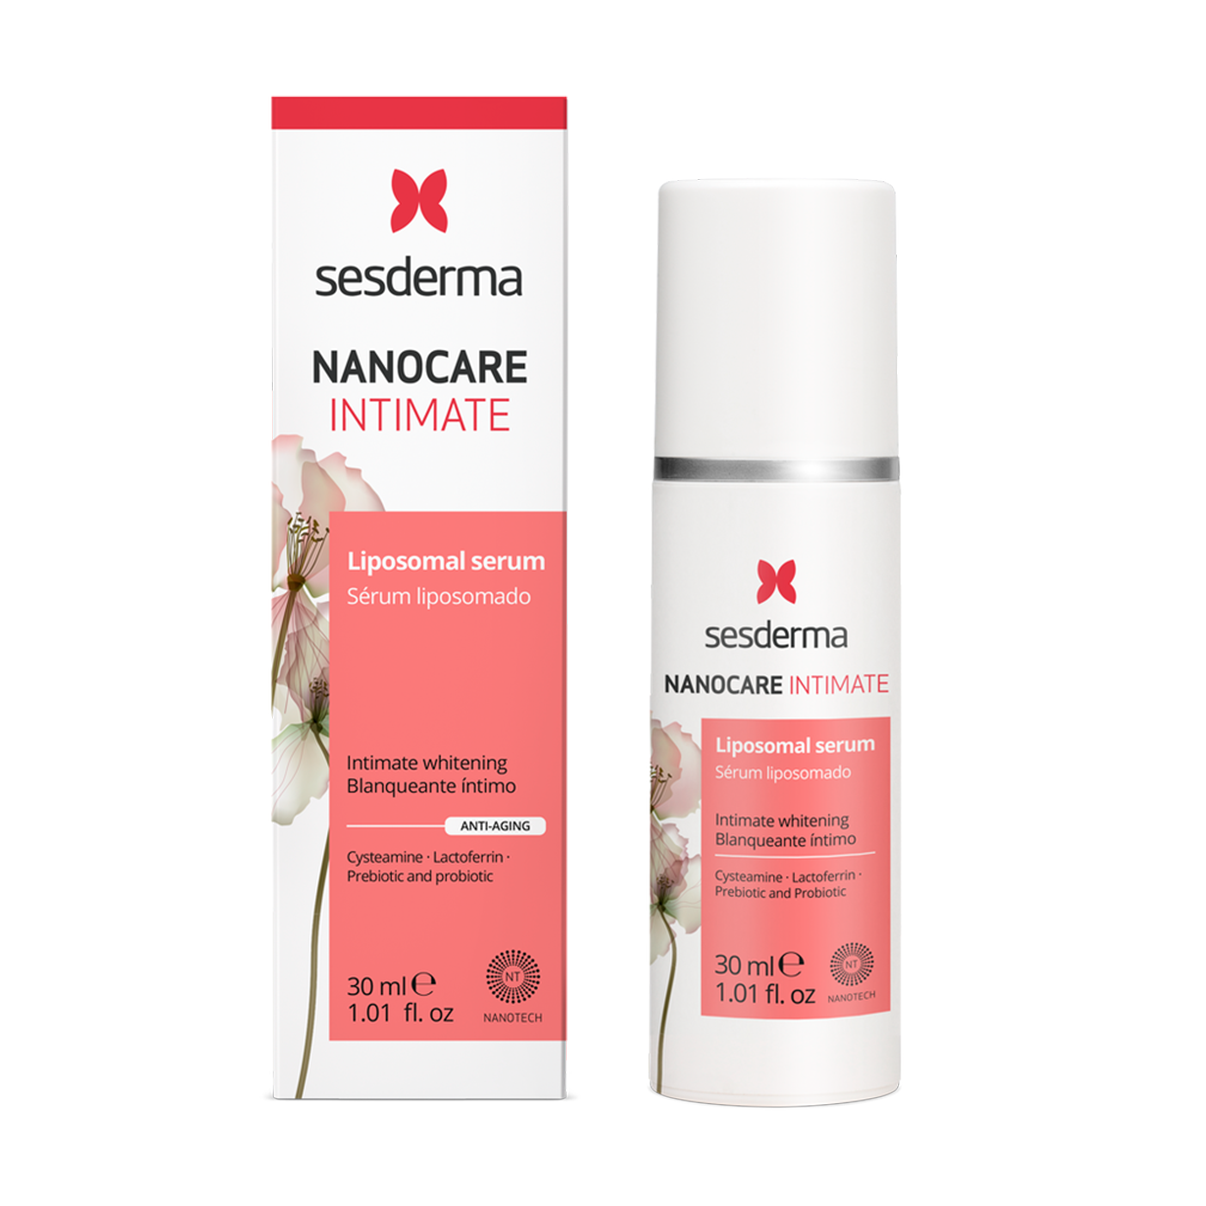 sesderma
NANOCARE
INTIMATE
Liposomal serum
Sérum liposomado
Intimate whitening
Blanqueante íntimo
ANTI-AGING
Cysteamine · Lactoferrin ·
Prebiotic and probiotic
30 ml ℮
1.01 fl. oz
NT
NANOTECH
sesderma
NANOCARE INTIMATE
Liposomal serum
Sérum liposomado
Intimate whitening
Blanqueante íntimo
Cysteamine · Lactoferrin ·
Prebiotic and Probiotic
30 ml ℮
1.01 fl. oz
NT
NANOTECH